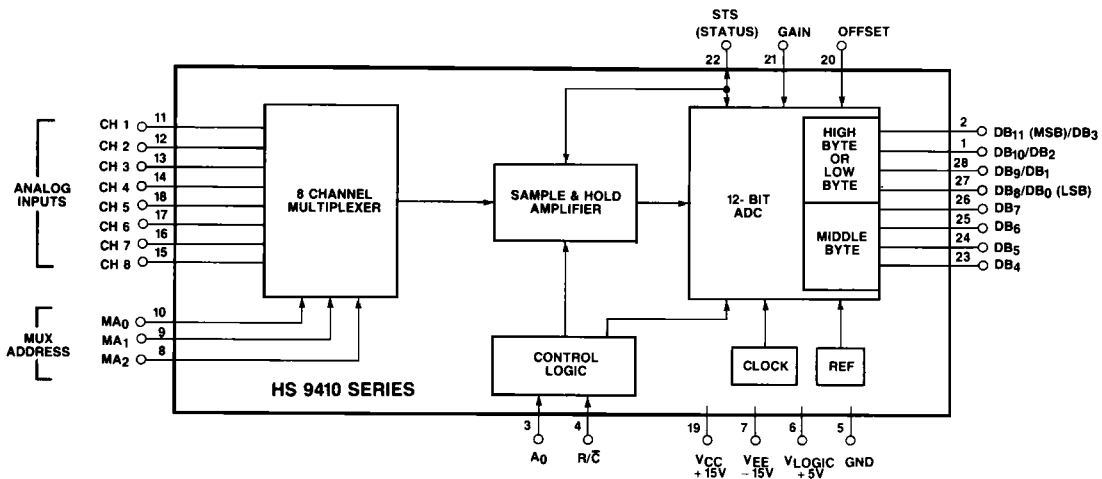 STS
(STATUS) GAIN OFFSET
22 21 20
ANALOG
INPUTS
CH 1 11
CH 2 12
CH 3 13
CH 4 14
CH 5 18
CH 6 17
CH 7 16
CH 8 15
MUX
ADDRESS
MA0 10
MA1 9
MA2 8
8 CHANNEL
MULTIPLEXER
SAMPLE & HOLD
AMPLIFIER
12- BIT
ADC
HIGH
BYTE
OR
LOW
BYTE
MIDDLE
BYTE
2 DB11 (MSB)/DB3
1 DB10/DB2
28 DB9/DB1
27 DB8/DB0 (LSB)
26 DB7
25 DB6
24 DB5
23 DB4
CONTROL
LOGIC
CLOCK
REF
HS 9410 SERIES
3 4 19 7 6 5
A0 R/C̅ VCC VEE VLOGIC GND
+ 15V − 15V + 5V